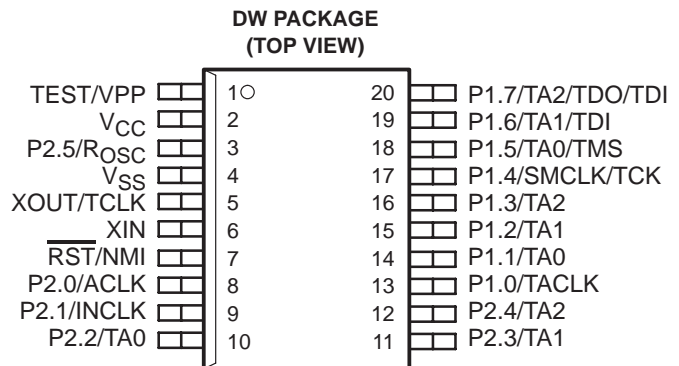 DW PACKAGE
(TOP VIEW)
TEST/VPP 1 20 P1.7/TA2/TDO/TDI
VCC 2 19 P1.6/TA1/TDI
P2.5/ROSC 3 18 P1.5/TA0/TMS
VSS 4 17 P1.4/SMCLK/TCK
XOUT/TCLK 5 16 P1.3/TA2
XIN 6 15 P1.2/TA1
RST/NMI 7 14 P1.1/TA0
P2.0/ACLK 8 13 P1.0/TACLK
P2.1/INCLK 9 12 P2.4/TA2
P2.2/TA0 10 11 P2.3/TA1